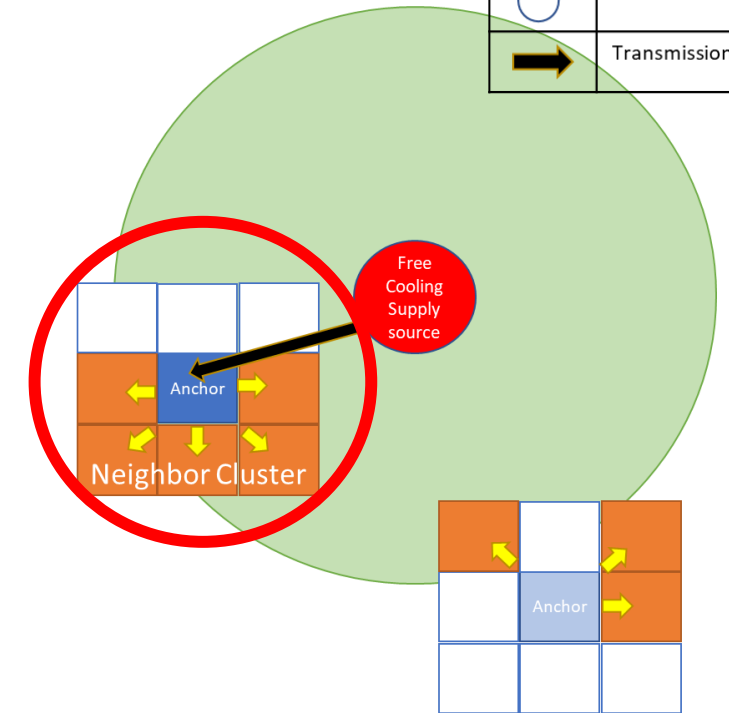 Transmission
Free
Cooling
Supply
source
Anchor
Neighbor Cluster
Anchor